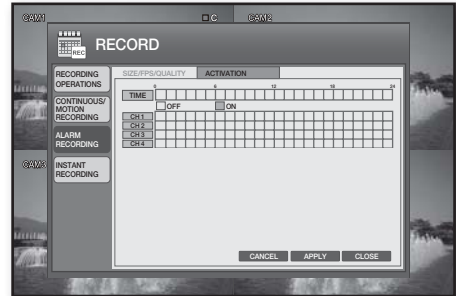 CAM1 C CAM2
REC RECORD
RECORDING OPERATIONS
CONTINUOUS/ MOTION RECORDING
ALARM RECORDING
INSTANT RECORDING
SIZE/FPS/QUALITY ACTIVATION
0 6 12 18 24
TIME
OFF ON
CH 1
CH 2
CH 3
CH 4
CAM3
CANCEL APPLY CLOSE